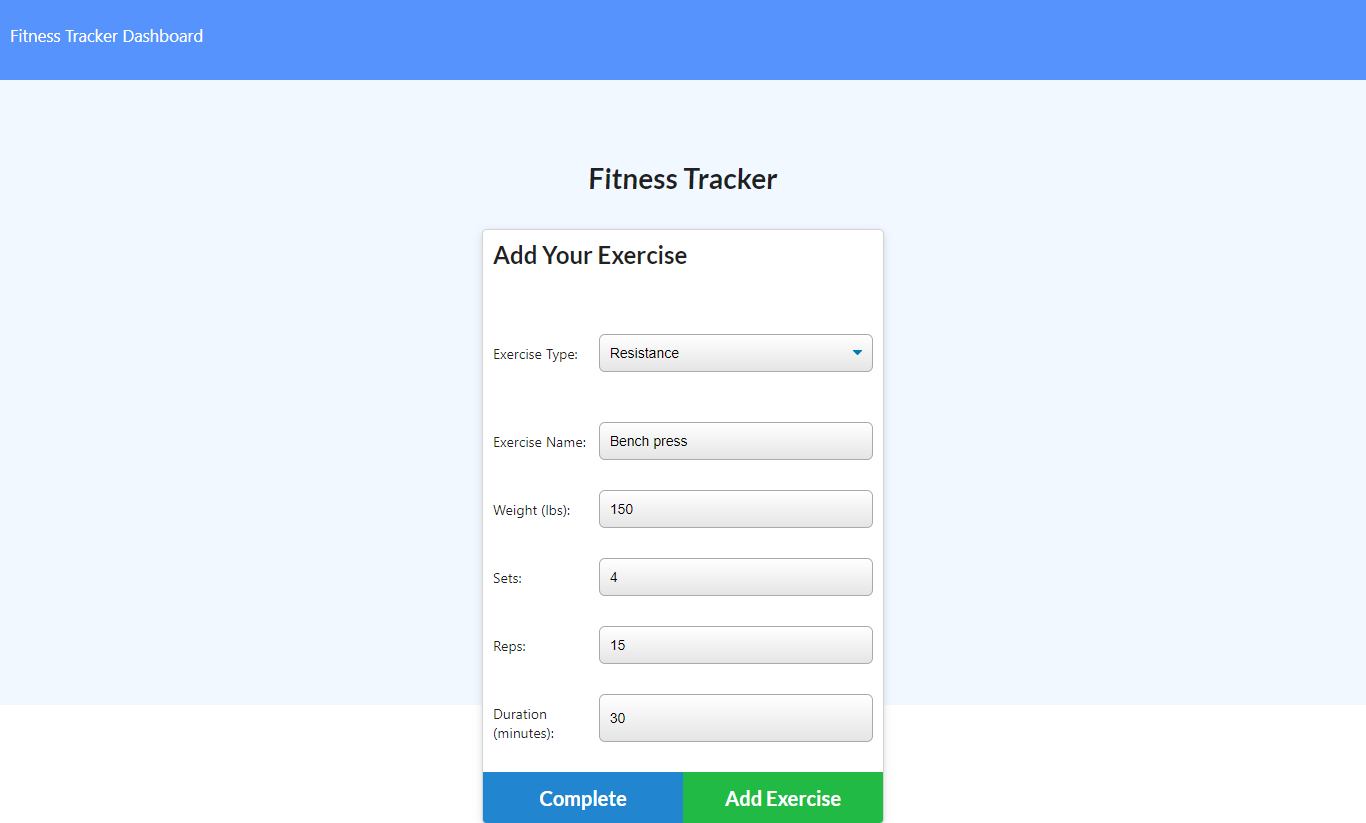 Fitness Tracker Dashboard
Fitness Tracker
Add Your Exercise
Exercise Type: Resistance
Exercise Name: Bench press
Weight (lbs): 150
Sets: 4
Reps: 15
Duration
(minutes): 30
Complete Add Exercise